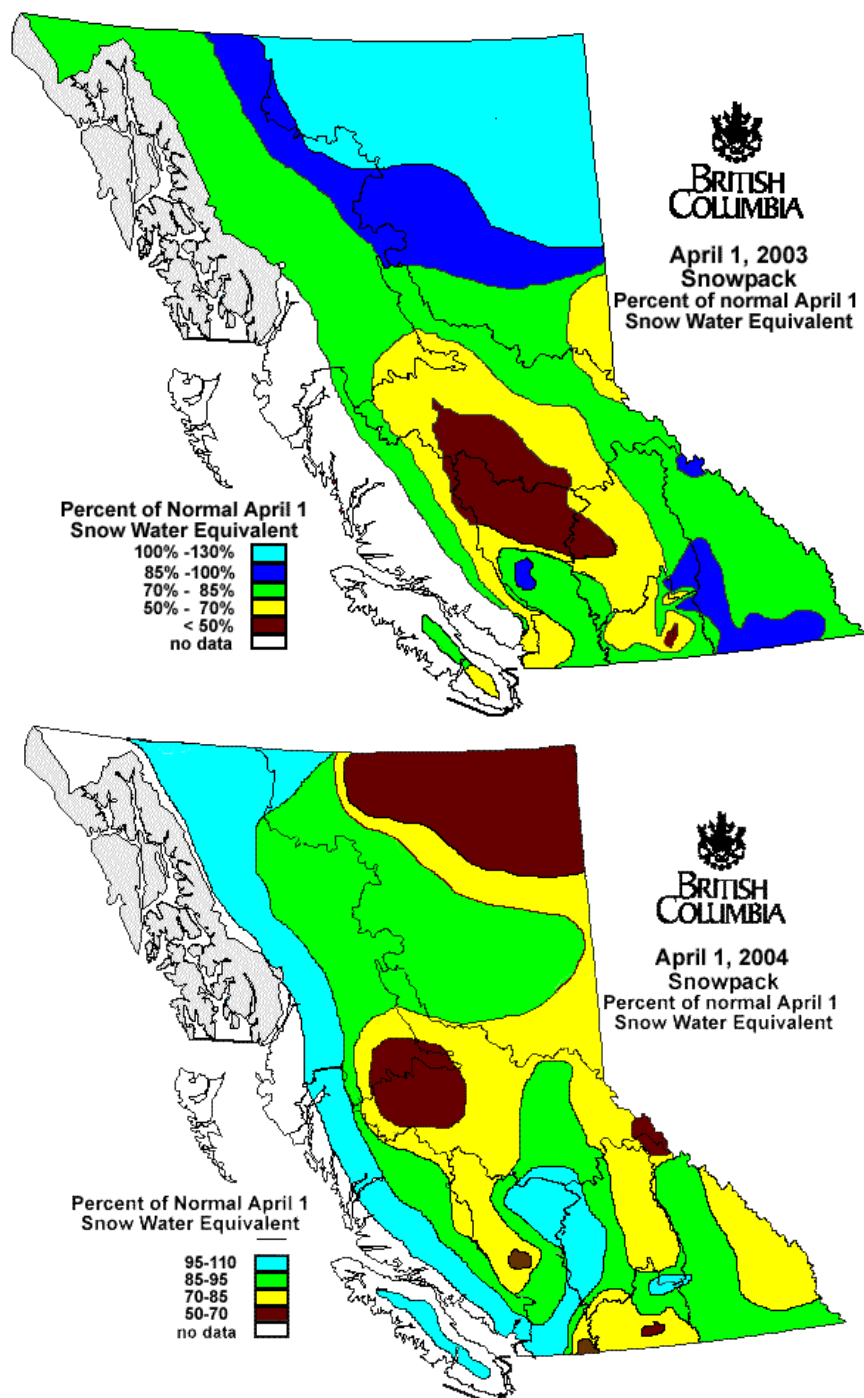 BRITISH
COLUMBIA
April 1, 2003
Snowpack
Percent of normal April 1
Snow Water Equivalent
Percent of Normal April 1
Snow Water Equivalent
100% -130%
85% -100%
70% - 85%
50% - 70%
< 50%
no data
BRITISH
COLUMBIA
April 1, 2004
Snowpack
Percent of normal April 1
Snow Water Equivalent
Percent of Normal April 1
Snow Water Equivalent
95-110
85-95
70-85
50-70
no data